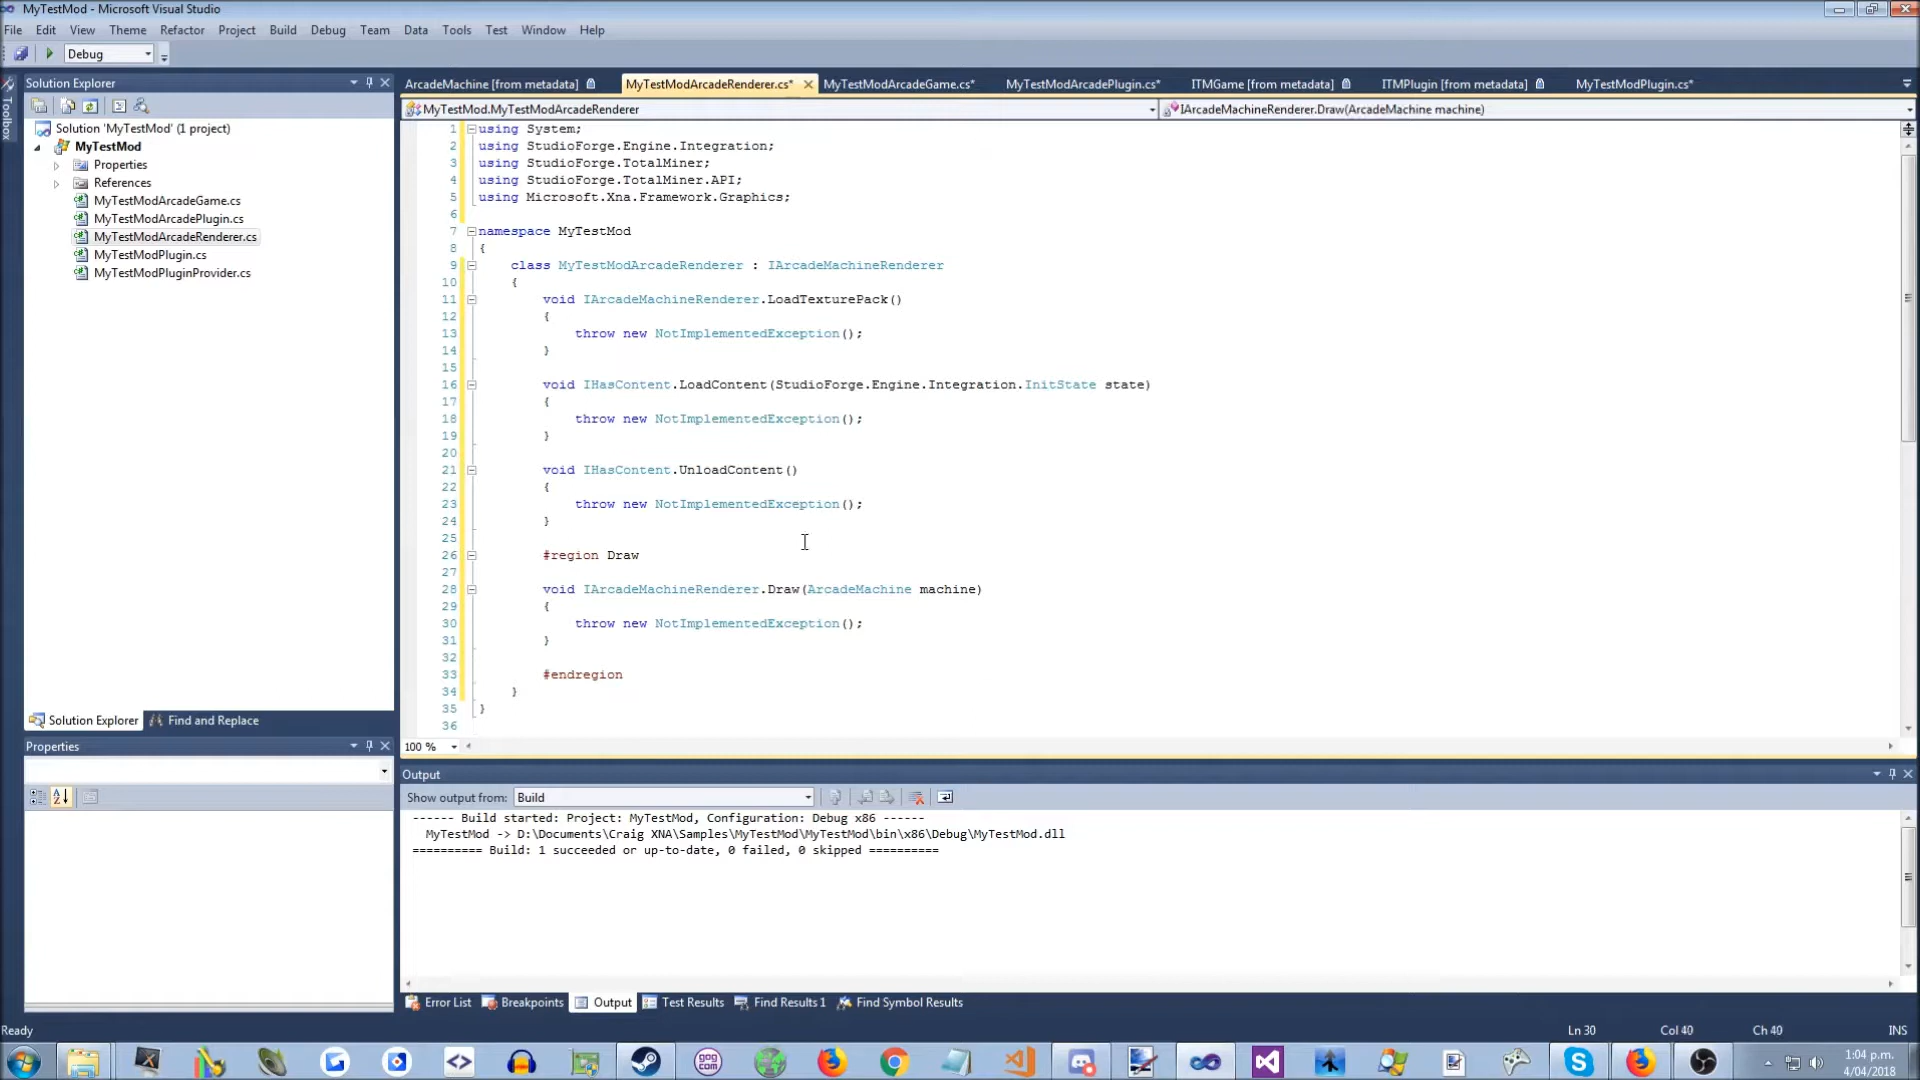 MyTestMod - Microsoft Visual Studio
File Edit View Theme Refactor Project Build Debug Team Data Tools Test Window Help
Debug
Toolbox
Solution Explorer
Solution 'MyTestMod' (1 project)
MyTestMod
Properties
References
MyTestModArcadeGame.cs
MyTestModArcadePlugin.cs
MyTestModArcadeRenderer.cs
MyTestModPlugin.cs
MyTestModPluginProvider.cs
Solution Explorer Find and Replace
Properties
ArcadeMachine [from metadata] MyTestModArcadeRenderer.cs* MyTestModArcadeGame.cs* MyTestModArcadePlugin.cs* ITMGame [from metadata] ITMPlugin [from metadata] MyTestModPlugin.cs*
MyTestMod.MyTestModArcadeRenderer IArcadeMachineRenderer.Draw(ArcadeMachine machine)
1 using System;
2 using StudioForge.Engine.Integration;
3 using StudioForge.TotalMiner;
4 using StudioForge.TotalMiner.API;
5 using Microsoft.Xna.Framework.Graphics;
6
7 namespace MyTestMod
8 {
9 class MyTestModArcadeRenderer : IArcadeMachineRenderer
10 {
11 void IArcadeMachineRenderer.LoadTexturePack()
12 {
13 throw new NotImplementedException();
14 }
15
16 void IHasContent.LoadContent(StudioForge.Engine.Integration.InitState state)
17 {
18 throw new NotImplementedException();
19 }
20
21 void IHasContent.UnloadContent()
22 {
23 throw new NotImplementedException();
24 }
25
26 #region Draw
27
28 void IArcadeMachineRenderer.Draw(ArcadeMachine machine)
29 {
30 throw new NotImplementedException();
31 }
32
33 #endregion
34 }
35 }
36
100 %
Output
Show output from: Build
------ Build started: Project: MyTestMod, Configuration: Debug x86 ------
MyTestMod -> D:\Documents\Craig XNA\Samples\MyTestMod\MyTestMod\bin\x86\Debug\MyTestMod.dll
========== Build: 1 succeeded or up-to-date, 0 failed, 0 skipped ==========
Error List Breakpoints Output Test Results Find Results 1 Find Symbol Results
Ready Ln 30 Col 40 Ch 40 INS
gog com
1:04 p.m.
4/04/2018